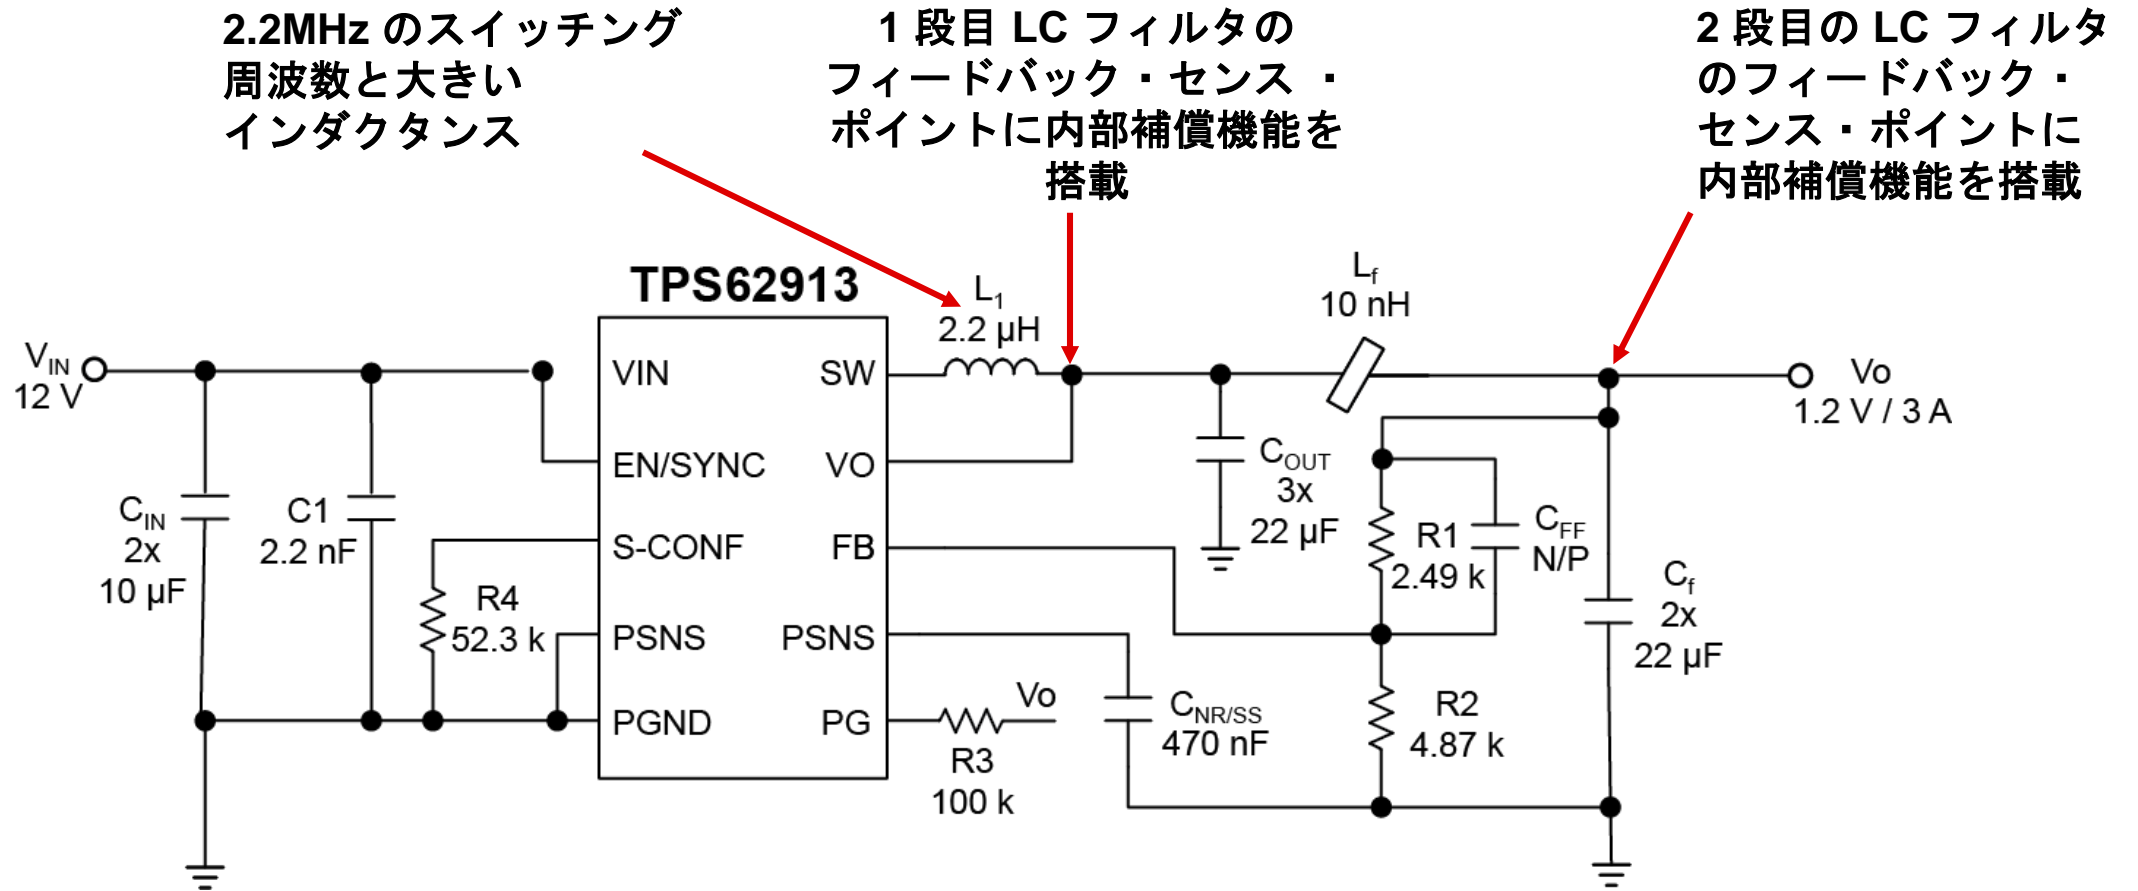 2.2MHz のスイッチング
周波数と大きい
インダクタンス
1 段目 LC フィルタの
フィードバック・センス ・
ポイントに内部補償機能を
搭載
2 段目の LC フィルタ
のフィードバック・
センス・ポイントに
内部補償機能を搭載
TPS62913
L1
2.2 µH
Lf
10 nH
VIN
12 V
VIN
SW
Vo
1.2 V / 3 A
EN/SYNC
VO
COUT
3x
22 µF
CIN
2x
10 µF
C1
2.2 nF
S-CONF
FB
R1
2.49 k
CFF
N/P
Cf
2x
22 µF
R4
52.3 k
PSNS
PSNS
PGND
PG
Vo
R3
100 k
CNR/SS
470 nF
R2
4.87 k